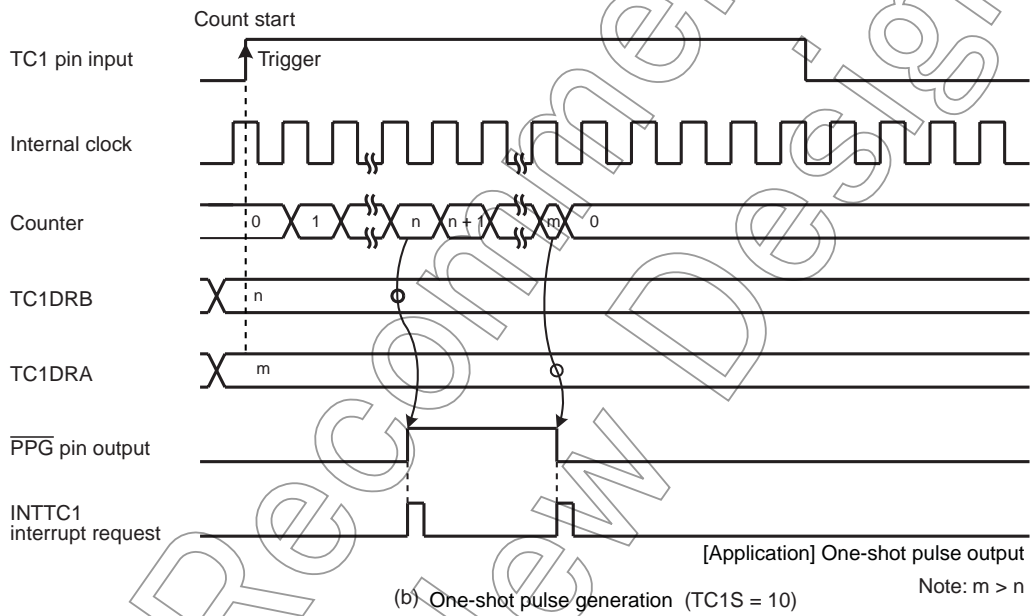 Count start
TC1 pin input
Trigger
Internal clock
Counter
0 1 n n + 1 m 0
TC1DRB
n
TC1DRA
m
PPG pin output
INTTC1
interrupt request
[Application] One-shot pulse output
Note: m > n
(b) One-shot pulse generation (TC1S = 10)